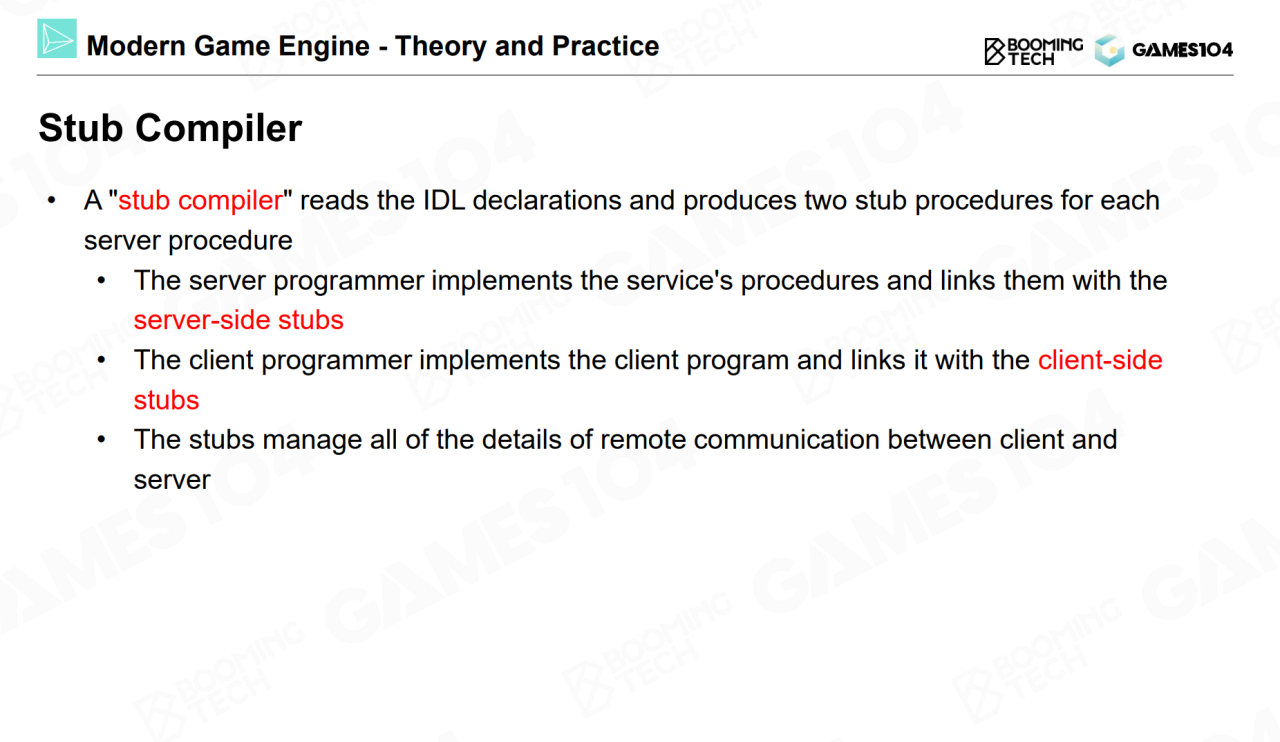 Modern Game Engine - Theory and Practice
BOOMING
TECH
GAMES104
Stub Compiler
• A "stub compiler" reads the IDL declarations and produces two stub procedures for each
server procedure
• The server programmer implements the service's procedures and links them with the
server-side stubs
• The client programmer implements the client program and links it with the client-side
stubs
• The stubs manage all of the details of remote communication between client and
server